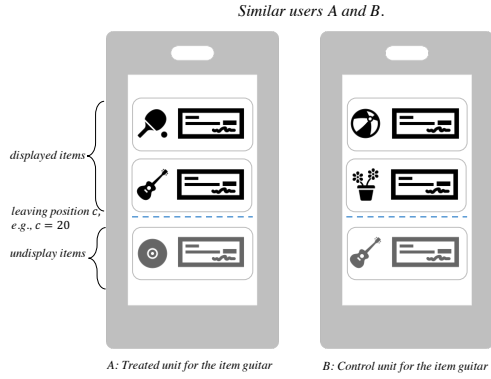 Similar users A and B.
displayed items
leaving position c,
e.g., c = 20
undisplay items
A: Treated unit for the item guitar
B: Control unit for the item guitar